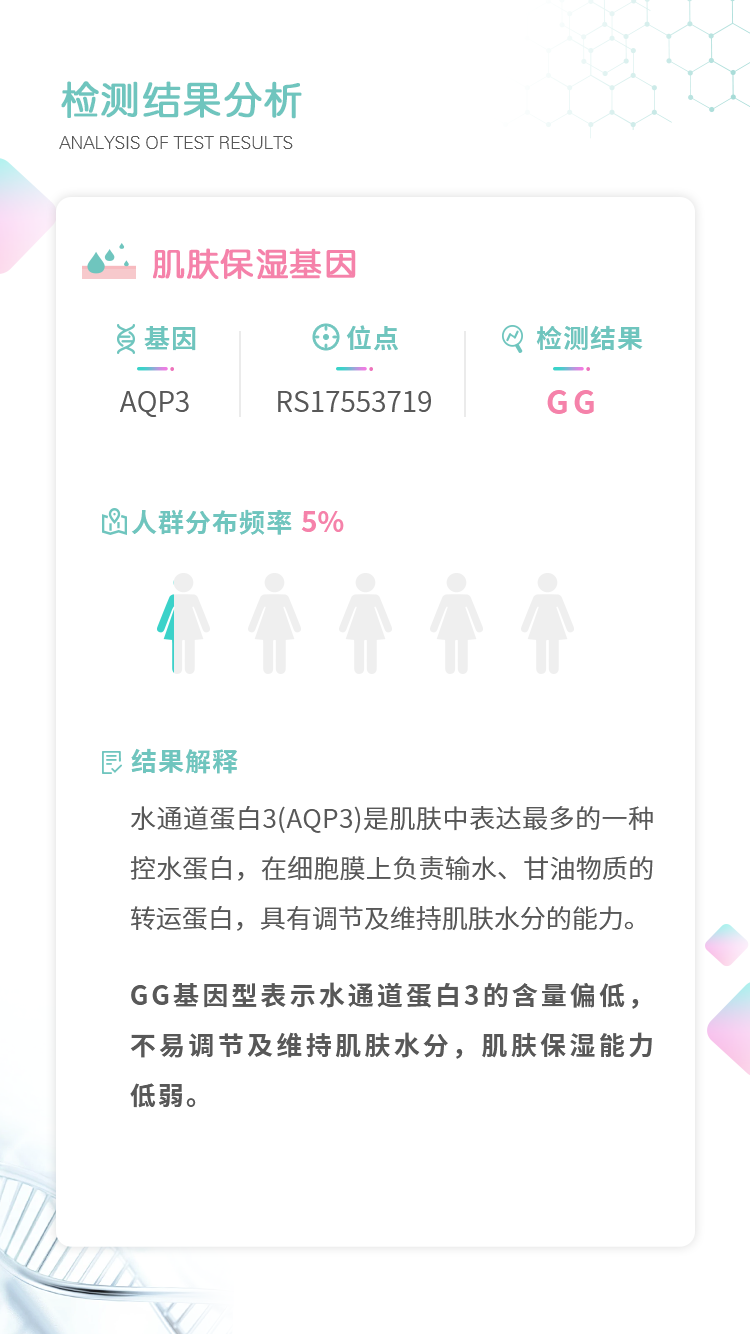 检测结果分析
ANALYSIS OF TEST RESULTS
肌肤保湿基因
基因
位点
检测结果
AQP3
RS17553719
GG
人群分布频率 5%
结果解释
水通道蛋白3(AQP3)是肌肤中表达最多的一种
控水蛋白，在细胞膜上负责输水、甘油物质的
转运蛋白，具有调节及维持肌肤水分的能力。
GG基因型表示水通道蛋白3的含量偏低，
不易调节及维持肌肤水分，肌肤保湿能力
低弱。